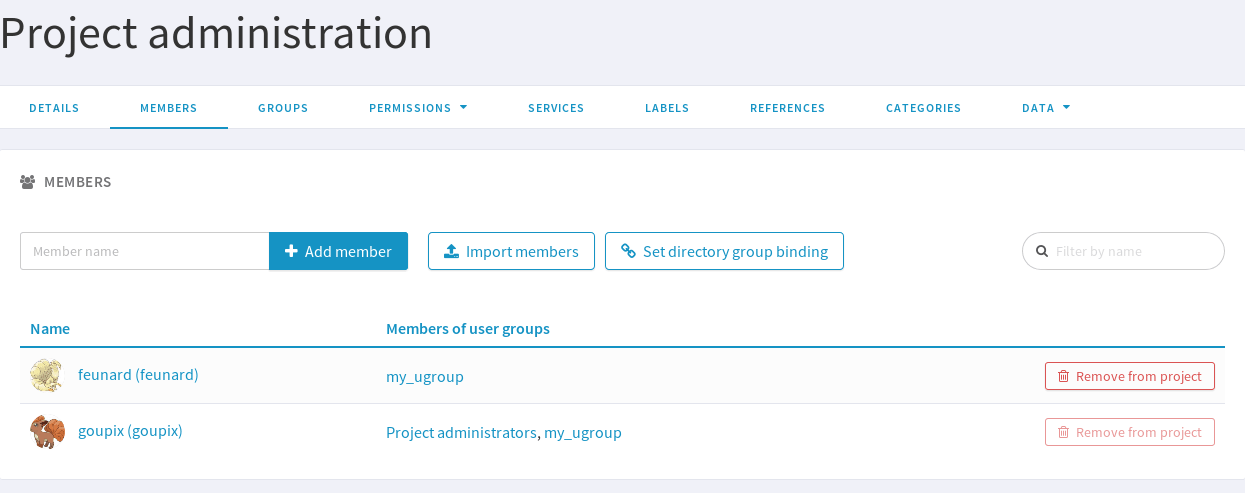 Project administration
DETAILS MEMBERS GROUPS PERMISSIONS SERVICES LABELS REFERENCES CATEGORIES DATA
MEMBERS
Member name Add member Import members Set directory group binding Filter by name
Name Members of user groups
feunard (feunard) my_ugroup Remove from project
goupix (goupix) Project administrators, my_ugroup Remove from project